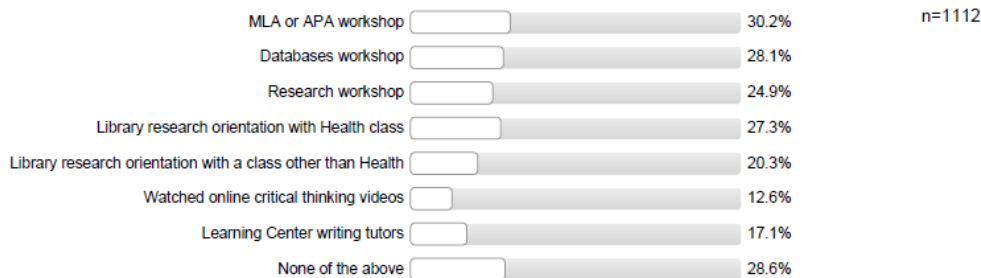 MLA or APA workshop 30.2% n=1112
Databases workshop 28.1%
Research workshop 24.9%
Library research orientation with Health class 27.3%
Library research orientation with a class other than Health 20.3%
Watched online critical thinking videos 12.6%
Learning Center writing tutors 17.1%
None of the above 28.6%